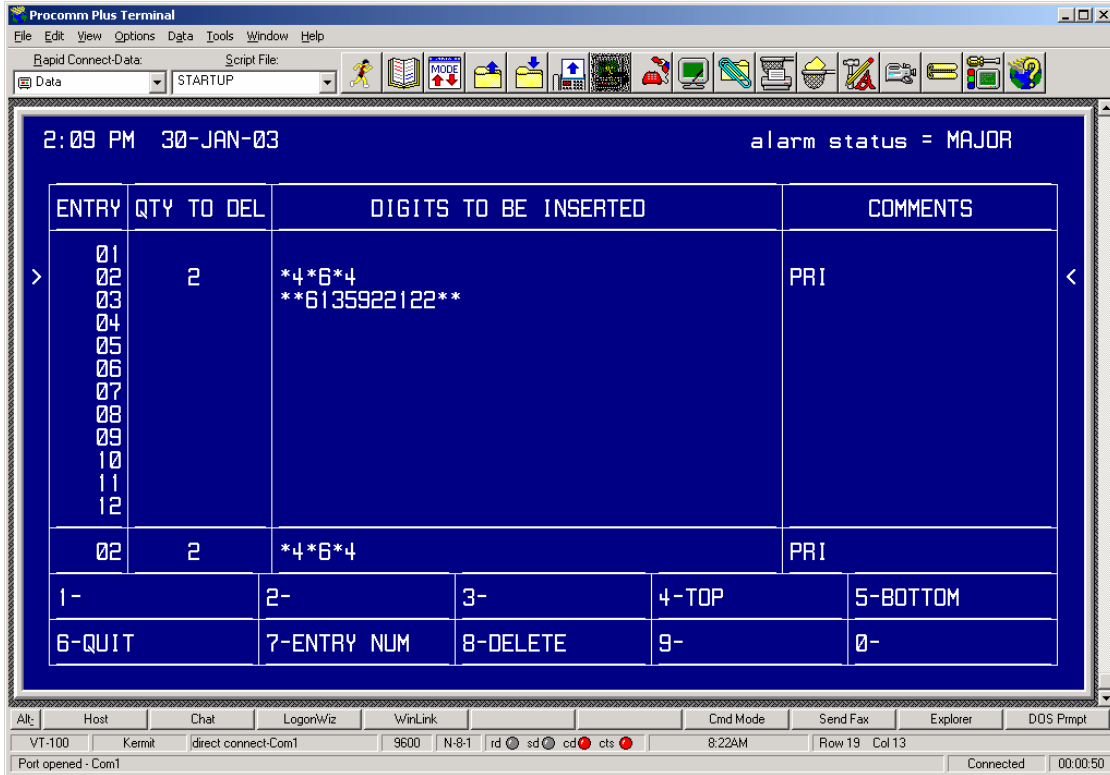 Procomm Plus Terminal
File Edit View Options Data Tools Window Help
Rapid Connect-Data: Script File:
Data STARTUP
MODE
2:09 PM 30-JAN-03 alarm status = MAJOR
ENTRY QTY TO DEL DIGITS TO BE INSERTED COMMENTS
01
> 02 2 *4*6*4 PRI <
03 **6135922122**
04
05
06
07
08
09
10
11
12
02 2 *4*6*4 PRI
1- 2- 3- 4-TOP 5-BOTTOM
6-QUIT 7-ENTRY NUM 8-DELETE 9- 0-
Alt- Host Chat LogonWiz WinLink Cmd Mode Send Fax Explorer DOS Prmpt
VT-100 Kermit direct connect-Com1 9600 N-8-1 rd sd cd cts 8:22AM Row 19 Col 13
Port opened - Com1 Connected 00:00:50